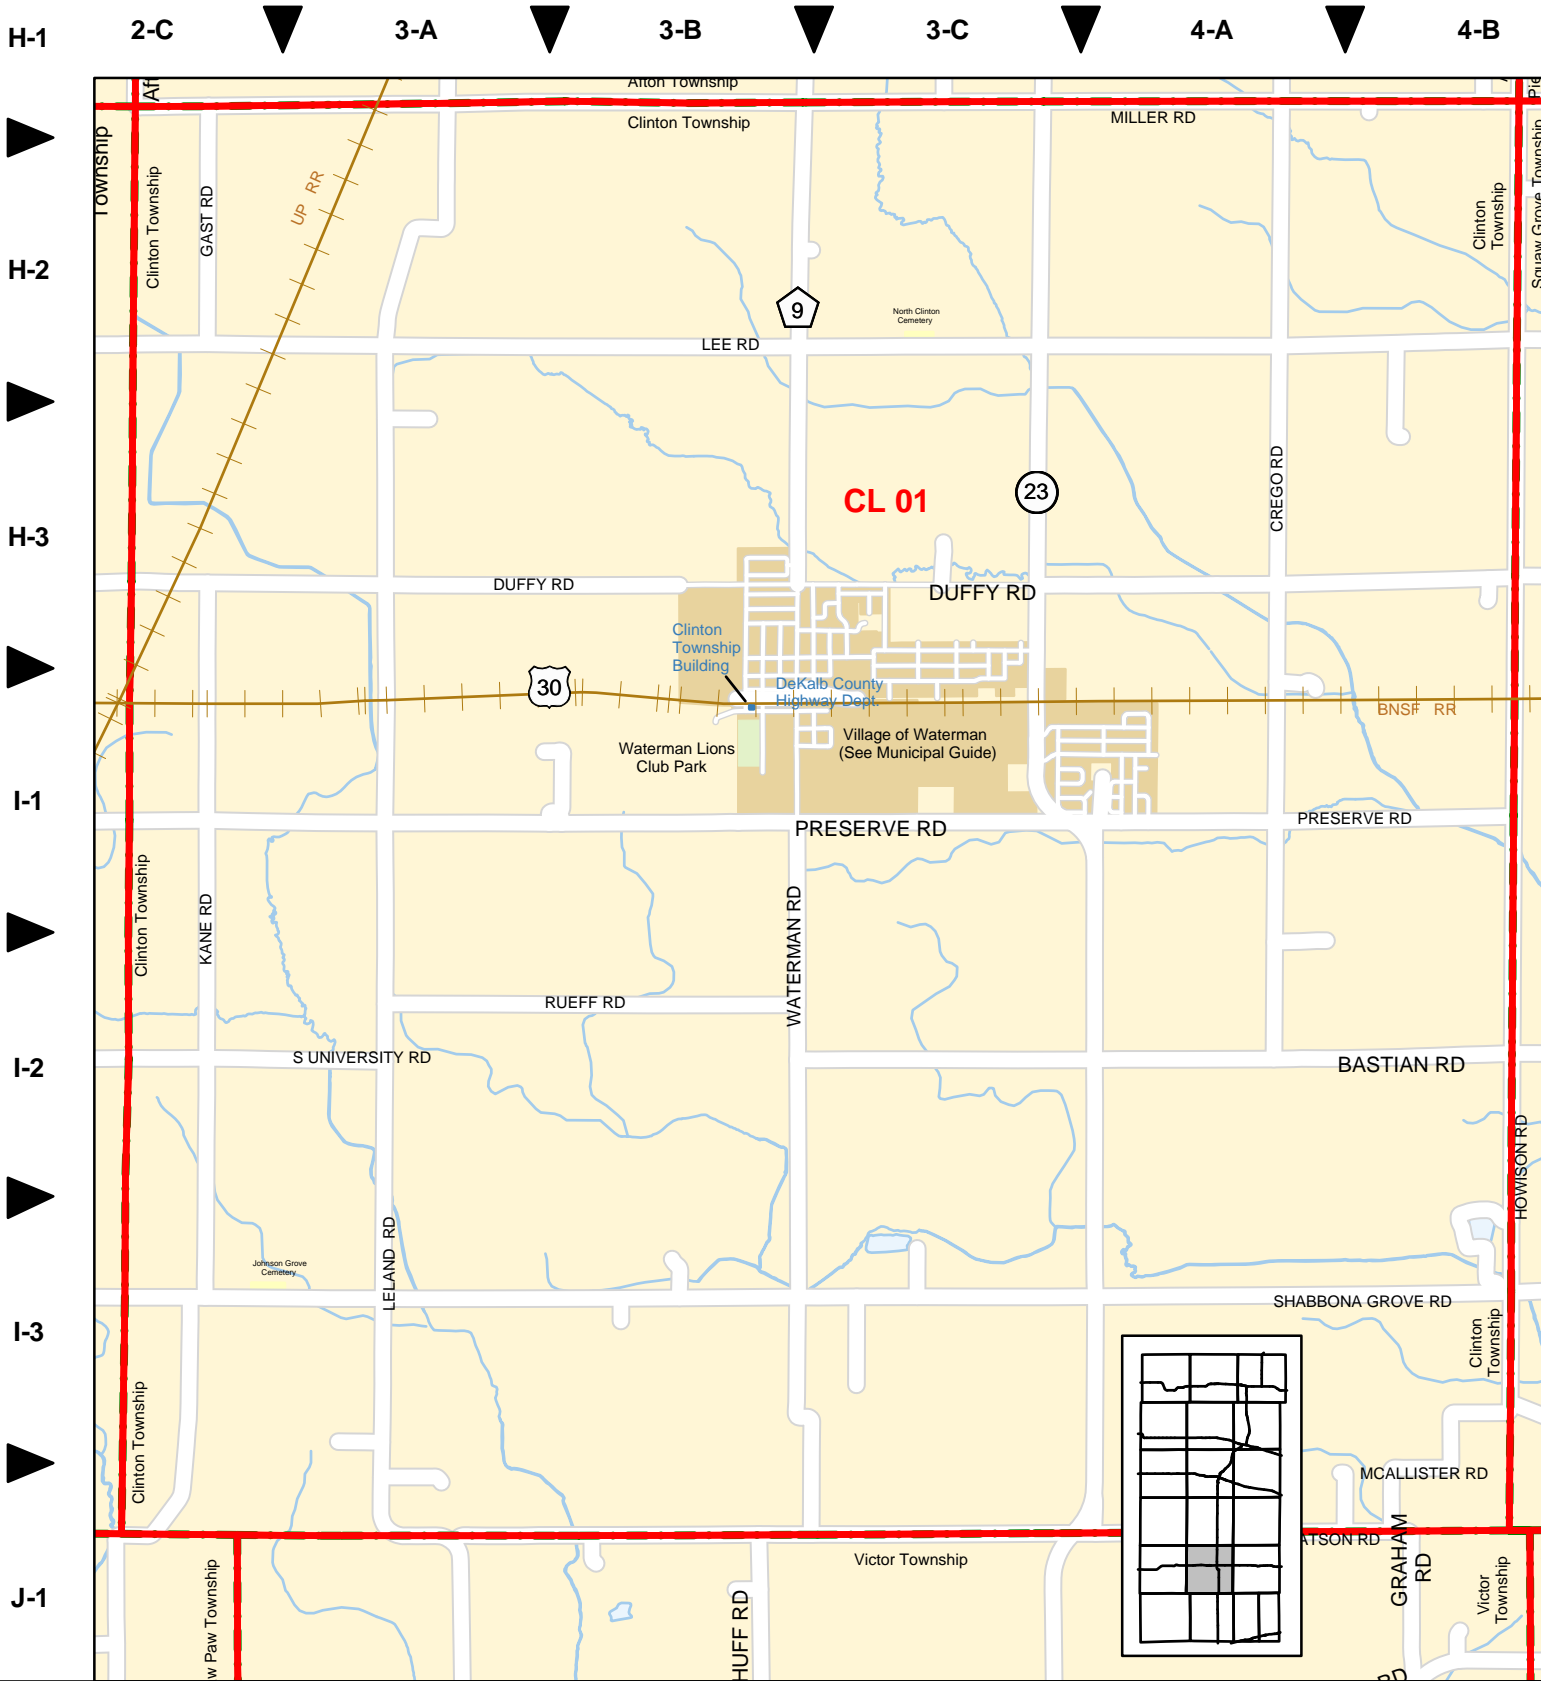 H-1
2-C
3-A
3-B
3-C
4-A
4-B
Afton Township
Clinton Township
MILLER RD
Township
Clinton Township
GAST RD
UP RR
Clinton
Township
Squaw Grove Township
H-2
9
North Clinton
Cemetery
LEE RD
CL 01
23
CREGO RD
H-3
DUFFY RD
DUFFY RD
Clinton
Township
Building
30
DeKalb County
Highway Dept.
BNSF RR
Waterman Lions
Club Park
Village of Waterman
(See Municipal Guide)
I-1
PRESERVE RD
PRESERVE RD
Clinton Township
KANE RD
WATERMAN RD
RUEFF RD
S UNIVERSITY RD
I-2
BASTIAN RD
HOWISON RD
LELAND RD
Johnson Grove
Cemetery
SHABBONA GROVE RD
I-3
Clinton
Township
Clinton Township
MCALLISTER RD
ATSON RD
GRAHAM
RD
Victor Township
J-1
w Paw Township
HUFF RD
Victor
Township
RD